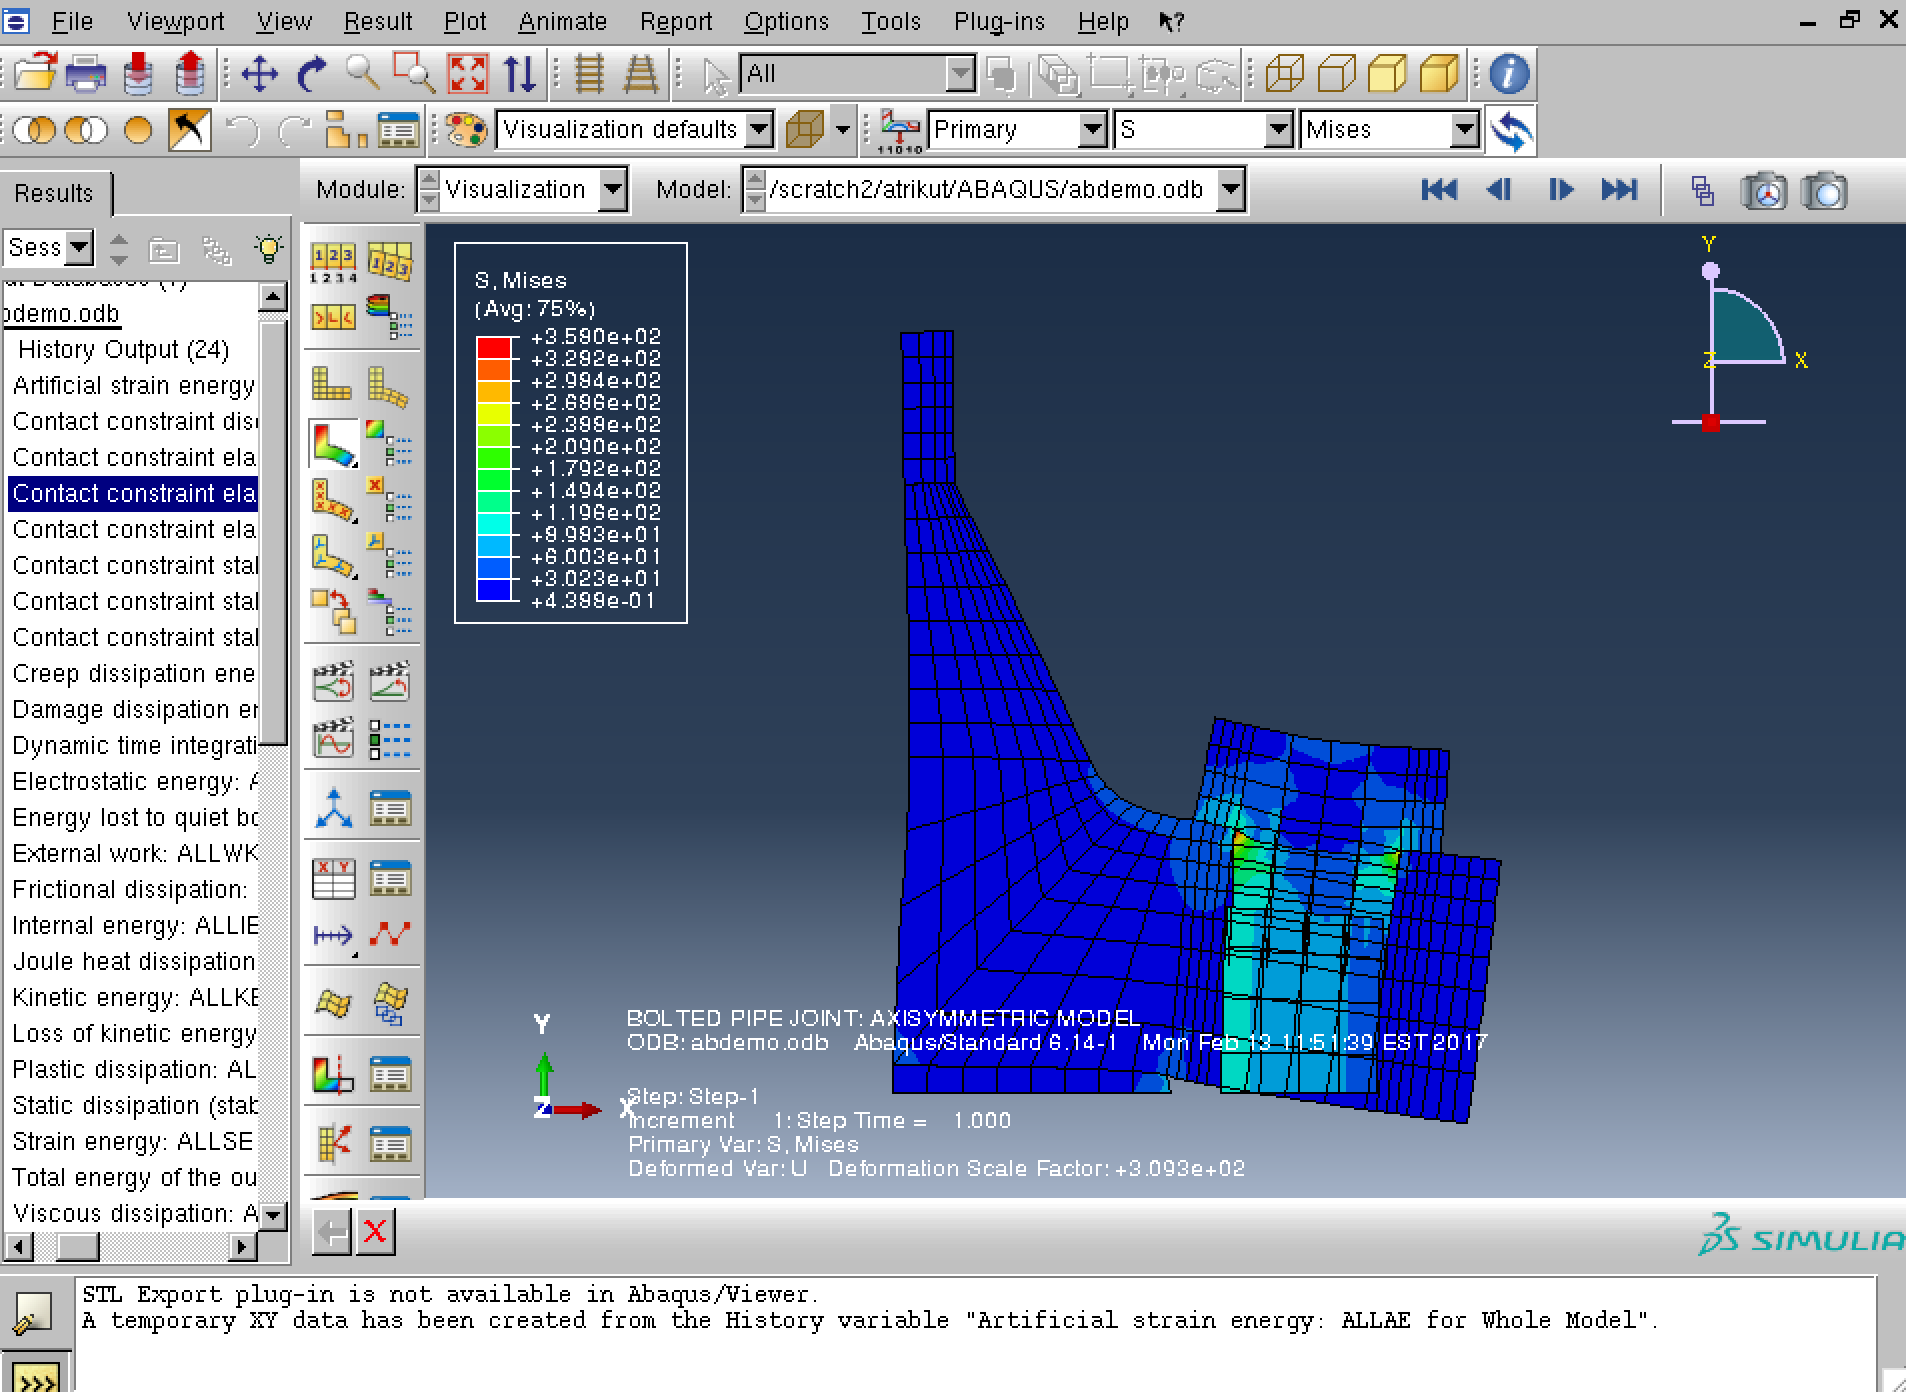 File Viewport View Result Plot Animate Report Options Tools Plug-ins Help
All
Visualization defaults
11010
Primary
S
Mises
Results
Module:
Visualization
Model:
/scratch2/atrikut/ABAQUS/abdemo.odb
Sess
odemo.odb
History Output (24)
Artificial strain energy
Contact constraint dis
Contact constraint ela
Contact constraint ela
Contact constraint ela
Contact constraint stal
Contact constraint stal
Contact constraint stal
Creep dissipation ene
Damage dissipation er
Dynamic time integrati
Electrostatic energy: A
Energy lost to quiet bo
External work: ALLWK
Frictional dissipation:
Internal energy: ALLIE
Joule heat dissipation
Kinetic energy: ALLKE
Loss of kinetic energy
Plastic dissipation: AL
Static dissipation (stab
Strain energy: ALLSE
Total energy of the ou
Viscous dissipation: A
S, Mises
(Avg: 75%)
+3.580e+02
+3.282e+02
+2.984e+02
+2.686e+02
+2.388e+02
+2.090e+02
+1.792e+02
+1.494e+02
+1.196e+02
+8.983e+01
+6.003e+01
+3.023e+01
+4.388e-01
Y
Z
X
Y
Z
X
BOLTED PIPE JOINT: AXISYMMETRIC MODEL
ODB: abdemo.odb Abaqus/Standard 6.14-1 Mon Feb 13 11:51:39 EST 2017
Step: Step-1
Increment 1: Step Time = 1.000
Primary Var: S, Mises
Deformed Var: U Deformation Scale Factor: +3.093e+02
SIMULIA
STL Export plug-in is not available in Abaqus/Viewer.
A temporary XY data has been created from the History variable "Artificial strain energy: ALLAE for Whole Model".
>>>